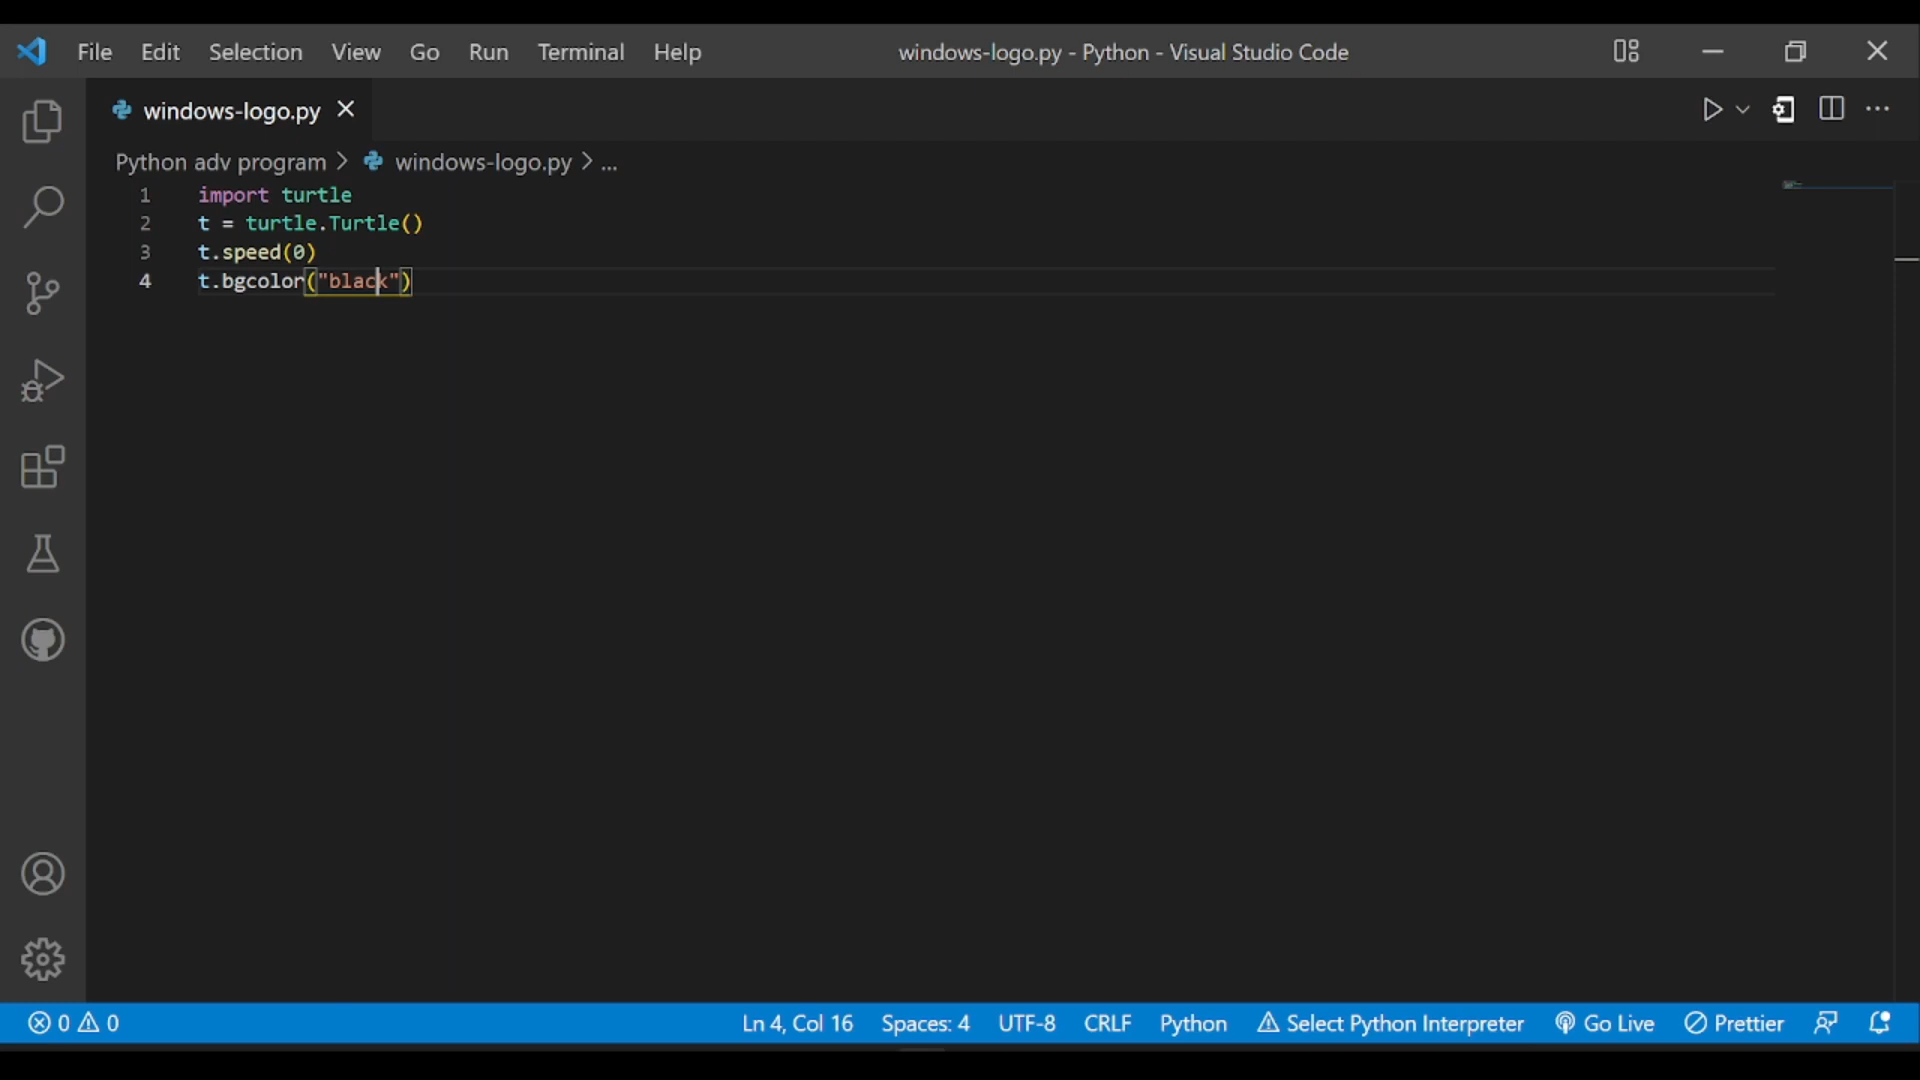 File Edit Selection View Go Run Terminal Help windows-logo.py - Python - Visual Studio Code
windows-logo.py
Python adv program > windows-logo.py > ...
1 import turtle
2 t = turtle.Turtle()
3 t.speed(0)
4 t.bgcolor("black")
0 0 Ln 4, Col 16 Spaces: 4 UTF-8 CRLF Python Select Python Interpreter Go Live Prettier